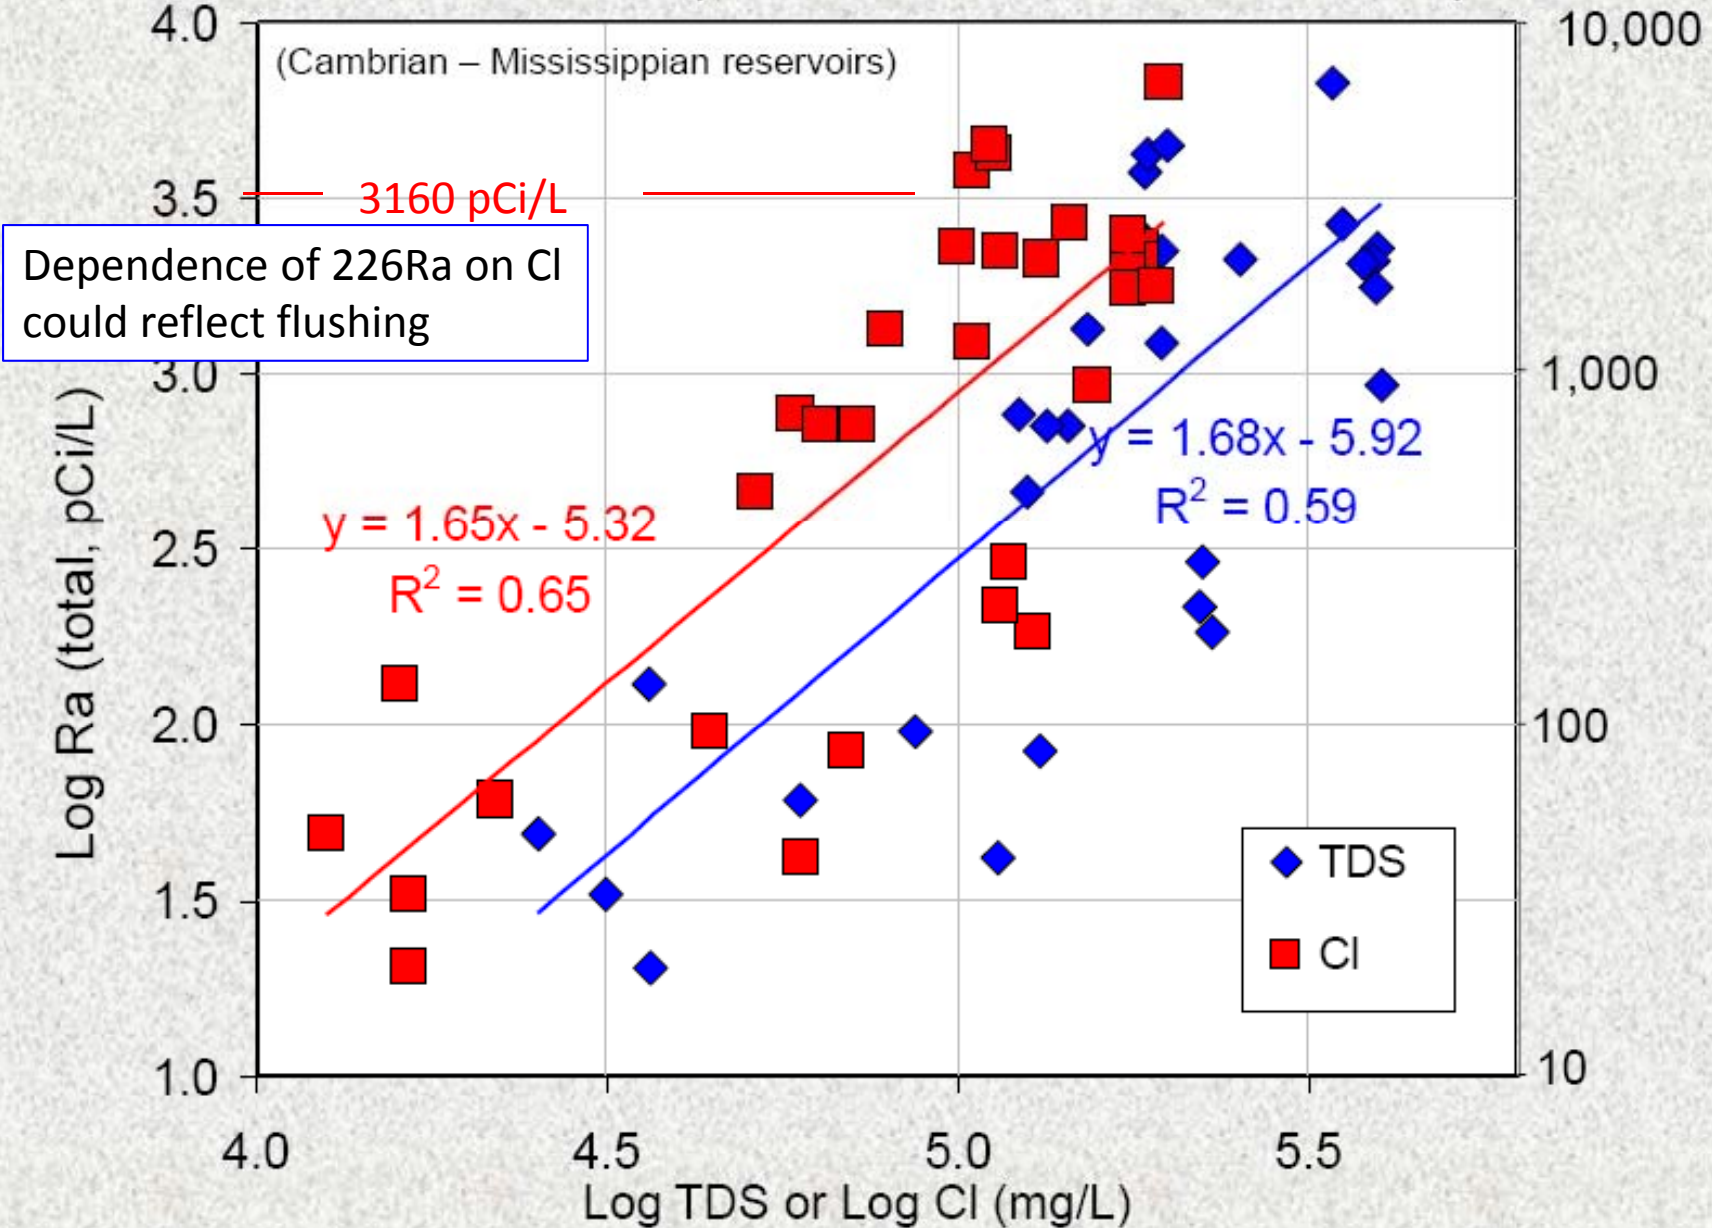 4.0
10,000
(Cambrian – Mississippian reservoirs)
3160 pCi/L
3.5
Dependence of 226Ra on Cl
could reflect flushing
3.0
1,000
y = 1.68x - 5.92
R² = 0.59
y = 1.65x - 5.32
R² = 0.65
2.5
Log Ra (total, pCi/L)
2.0
100
TDS
1.5
Cl
1.0
10
4.0 4.5 5.0 5.5
Log TDS or Log Cl (mg/L)